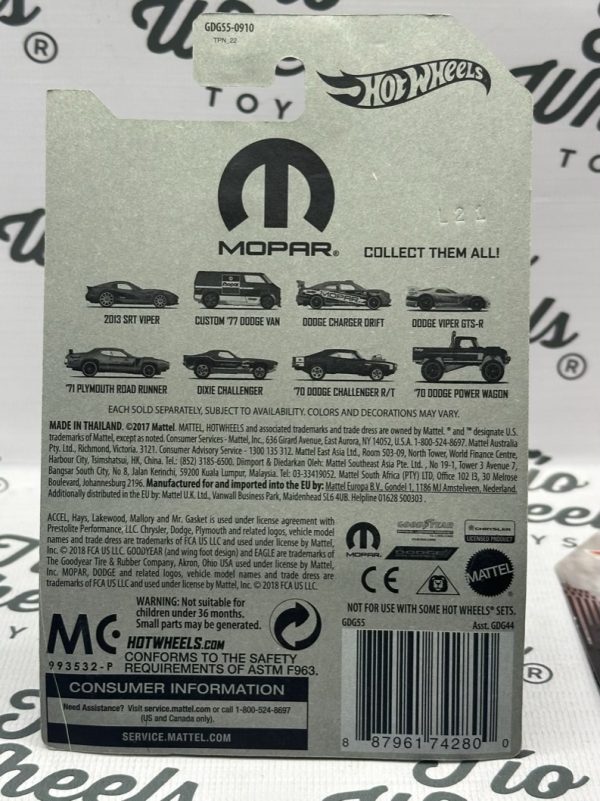 GDG55-0910
TPN_22
HOT WHEELS
L21
MOPAR®
COLLECT THEM ALL!
2013 SRT VIPER
CUSTOM '77 DODGE VAN
DODGE CHARGER DRIFT
DODGE VIPER GTS-R
'71 PLYMOUTH ROAD RUNNER
DIXIE CHALLENGER
'70 DODGE CHALLENGER R/T
'70 DODGE POWER WAGON
EACH SOLD SEPARATELY, SUBJECT TO AVAILABILITY. COLORS AND DECORATIONS MAY VARY.
MADE IN THAILAND. ©2017 Mattel. MATTEL, HOTWHEELS and associated trademarks and trade dress are owned by Mattel. ® and ™ designate U.S.
trademarks of Mattel, except as noted. Consumer Services - Mattel, Inc., 636 Girard Avenue, East Aurora, NY 14052, U.S.A. 1-800-524-8697. Mattel Australia
Pty. Ltd., Richmond, Victoria. 3121. Consumer Advisory Service - 1300 135 312. Mattel East Asia Ltd., Room 503-09, North Tower, World Finance Centre,
Harbour City, Tsimshatsui, HK, China. Tel.: (852) 3185-6500. Diimport & Diedarkan Oleh: Mattel Southeast Asia Pte. Ltd., No 19-1, Tower 3 Avenue 7,
Bangsar South City, No 8, Jalan Kerinchi, 59200 Kuala Lumpur, Malaysia. Tel: 03-33419052. Mattel South Africa (PTY) LTD, Office 102 I3, 30 Melrose
Boulevard, Johannesburg 2196. Manufactured for and imported into the EU by: Mattel Europa B.V., Gondel 1, 1186 MJ Amstelveen, Nederland.
Additionally distributed in the EU by: Mattel U.K. Ltd., Vanwall Business Park, Maidenhead SL6 4UB. Helpline 01628 500303.
ACCEL, Hays, Lakewood, Mallory and Mr. Gasket is used under license agreement with
Prestolite Performance, LLC. Chrysler, Dodge, Plymouth and related logos, vehicle model
names and trade dress are trademarks of FCA US LLC and used under license by Mattel,
Inc. © 2018 FCA US LLC. GOODYEAR (and wing foot design) and EAGLE are trademarks of
The Goodyear Tire & Rubber Company, Akron, Ohio USA used under license by Mattel,
Inc. MOPAR, DODGE and related logos, vehicle model names and trade dress are
trademarks of FCA US LLC and used under license by Mattel, Inc. © 2018 FCA US LLC.
MOPAR
GOODYEAR
CHRYSLER
LICENSED PRODUCT
DODGE
CE
MATTEL
WARNING: Not suitable for
children under 36 months.
Small parts may be generated.
HOTWHEELS.COM
MC
993532-P
CONFORMS TO THE SAFETY
REQUIREMENTS OF ASTM F963.
CONSUMER INFORMATION
Need Assistance? Visit service.mattel.com or call 1-800-524-8697
(US and Canada only).
SERVICE.MATTEL.COM
NOT FOR USE WITH SOME HOT WHEELS® SETS.
GDG55
Asst. GDG44
8 87961 74280 0
TOY
Tio
Wheels